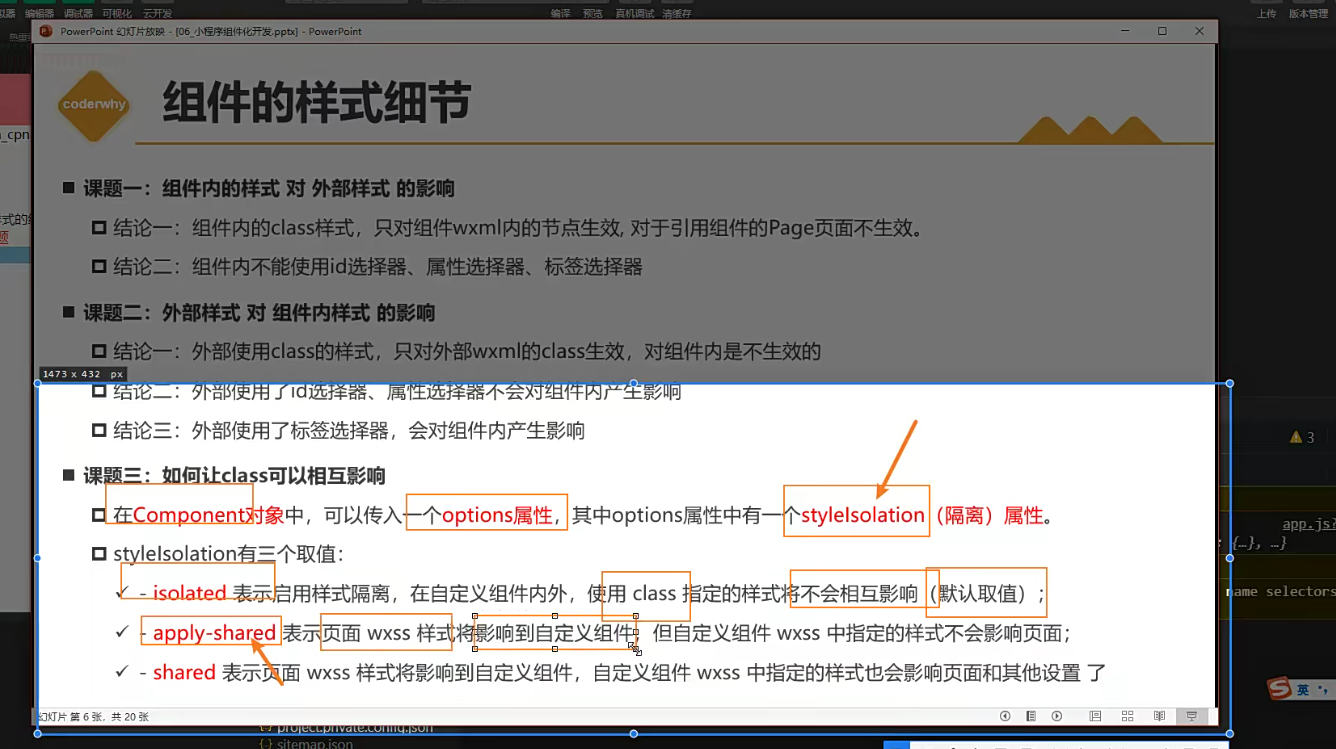 编辑器 调试器 可视化 云开发
编译 预览 真机调试 清缓存
上传 版本管理
PowerPoint 幻灯片放映 - [06_小程序组件化开发.pptx] - PowerPoint
coderwhy
组件的样式细节
_cpn
课题一：组件内的样式 对 外部样式 的影响
结论一：组件内的class样式，只对组件wxml内的节点生效, 对于引用组件的Page页面不生效。
结论二：组件内不能使用id选择器、属性选择器、标签选择器
课题二：外部样式 对 组件内样式 的影响
结论一：外部使用class的样式，只对外部wxml的class生效，对组件内是不生效的
1473 x 432 px
结论二：外部使用了id选择器、属性选择器不会对组件内产生影响
结论三：外部使用了标签选择器，会对组件内产生影响
3
课题三：如何让class可以相互影响
在Component对象中，可以传入一个options属性，其中options属性中有一个styleIsolation（隔离）属性。
app.js?
: {…}, …}
styleIsolation有三个取值：
✓ - isolated 表示启用样式隔离，在自定义组件内外，使用 class 指定的样式将不会相互影响（默认取值）；
name selectors
✓ - apply-shared 表示页面 wxss 样式将影响到自定义组件，但自定义组件 wxss 中指定的样式不会影响页面；
✓ - shared 表示页面 wxss 样式将影响到自定义组件，自定义组件 wxss 中指定的样式也会影响页面和其他设置 了
英
幻灯片 第 6 张，共 20 张
{··} project.private.config.json
{··} sitemap.json